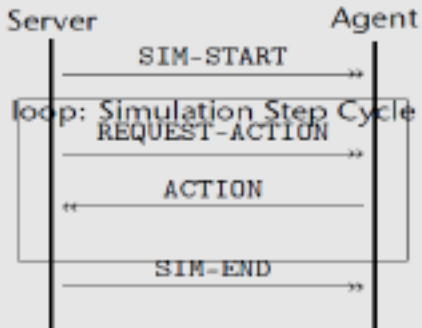 Server Agent
SIM-START
loop: Simulation Step Cycle
REQUEST-ACTION
ACTION
SIM-END